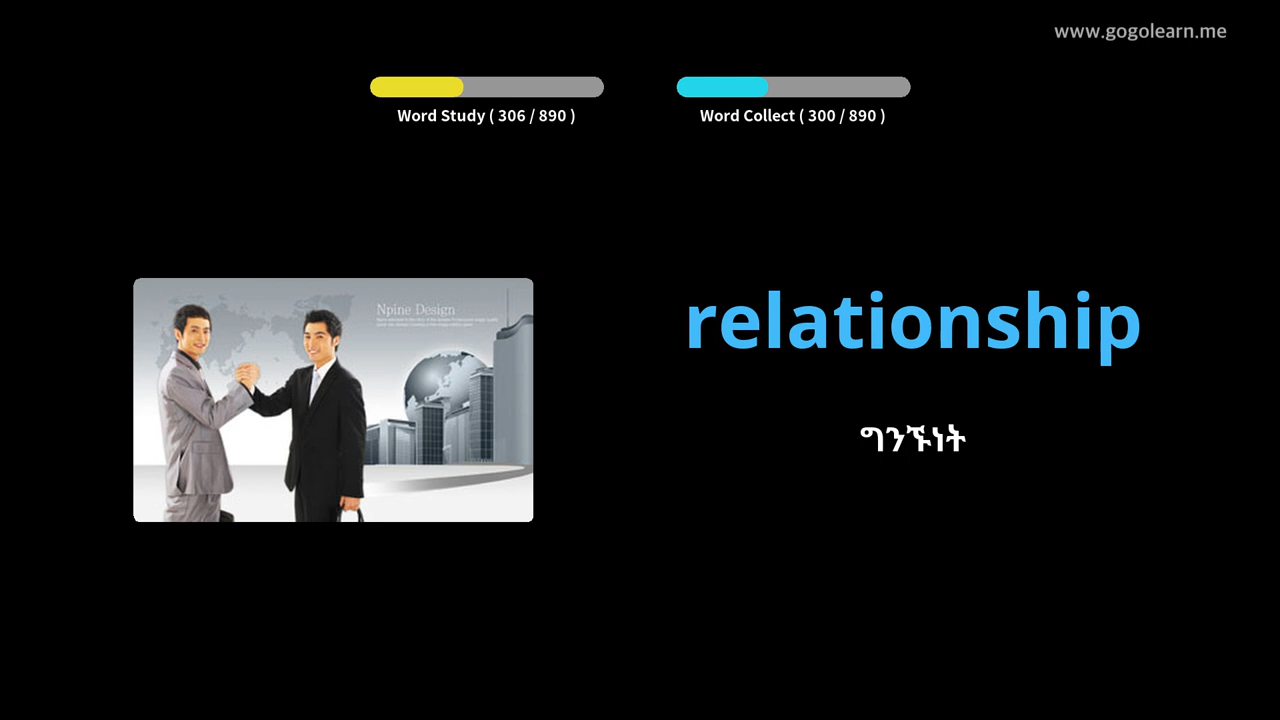 www.gogolearn.me
Word Study ( 306 / 890 )
Word Collect ( 300 / 890 )
Npine Design
relationship
ግንኙነት